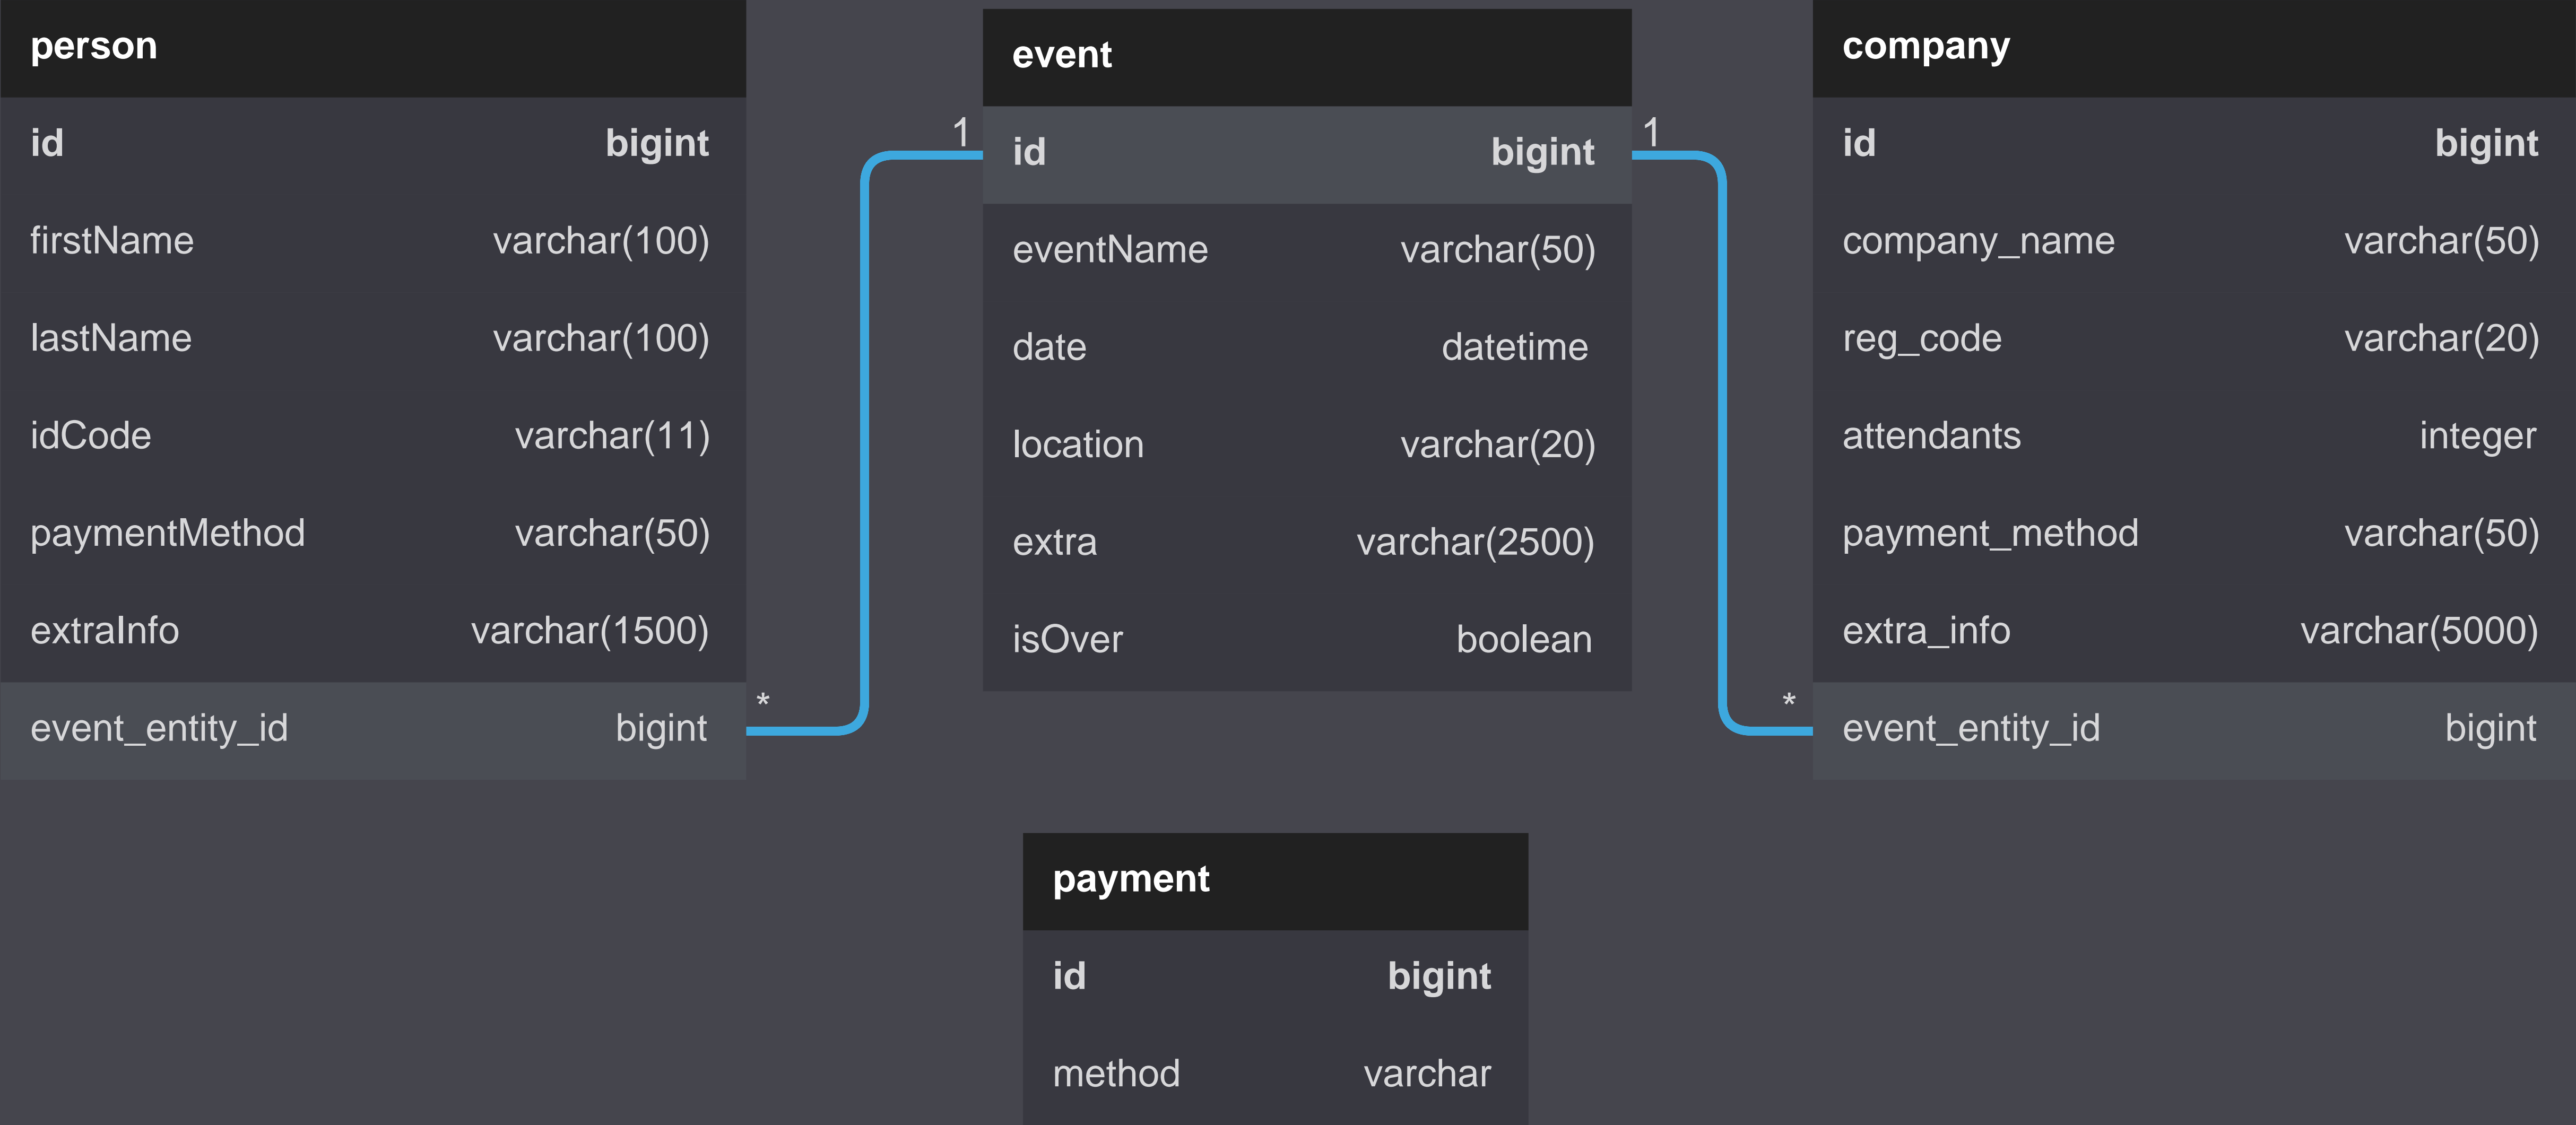 person
id bigint
firstName varchar(100)
lastName varchar(100)
idCode varchar(11)
paymentMethod varchar(50)
extraInfo varchar(1500)
event_entity_id bigint
*
1
event
id bigint
eventName varchar(50)
date datetime
location varchar(20)
extra varchar(2500)
isOver boolean
1
*
company
id bigint
company_name varchar(50)
reg_code varchar(20)
attendants integer
payment_method varchar(50)
extra_info varchar(5000)
event_entity_id bigint
payment
id bigint
method varchar